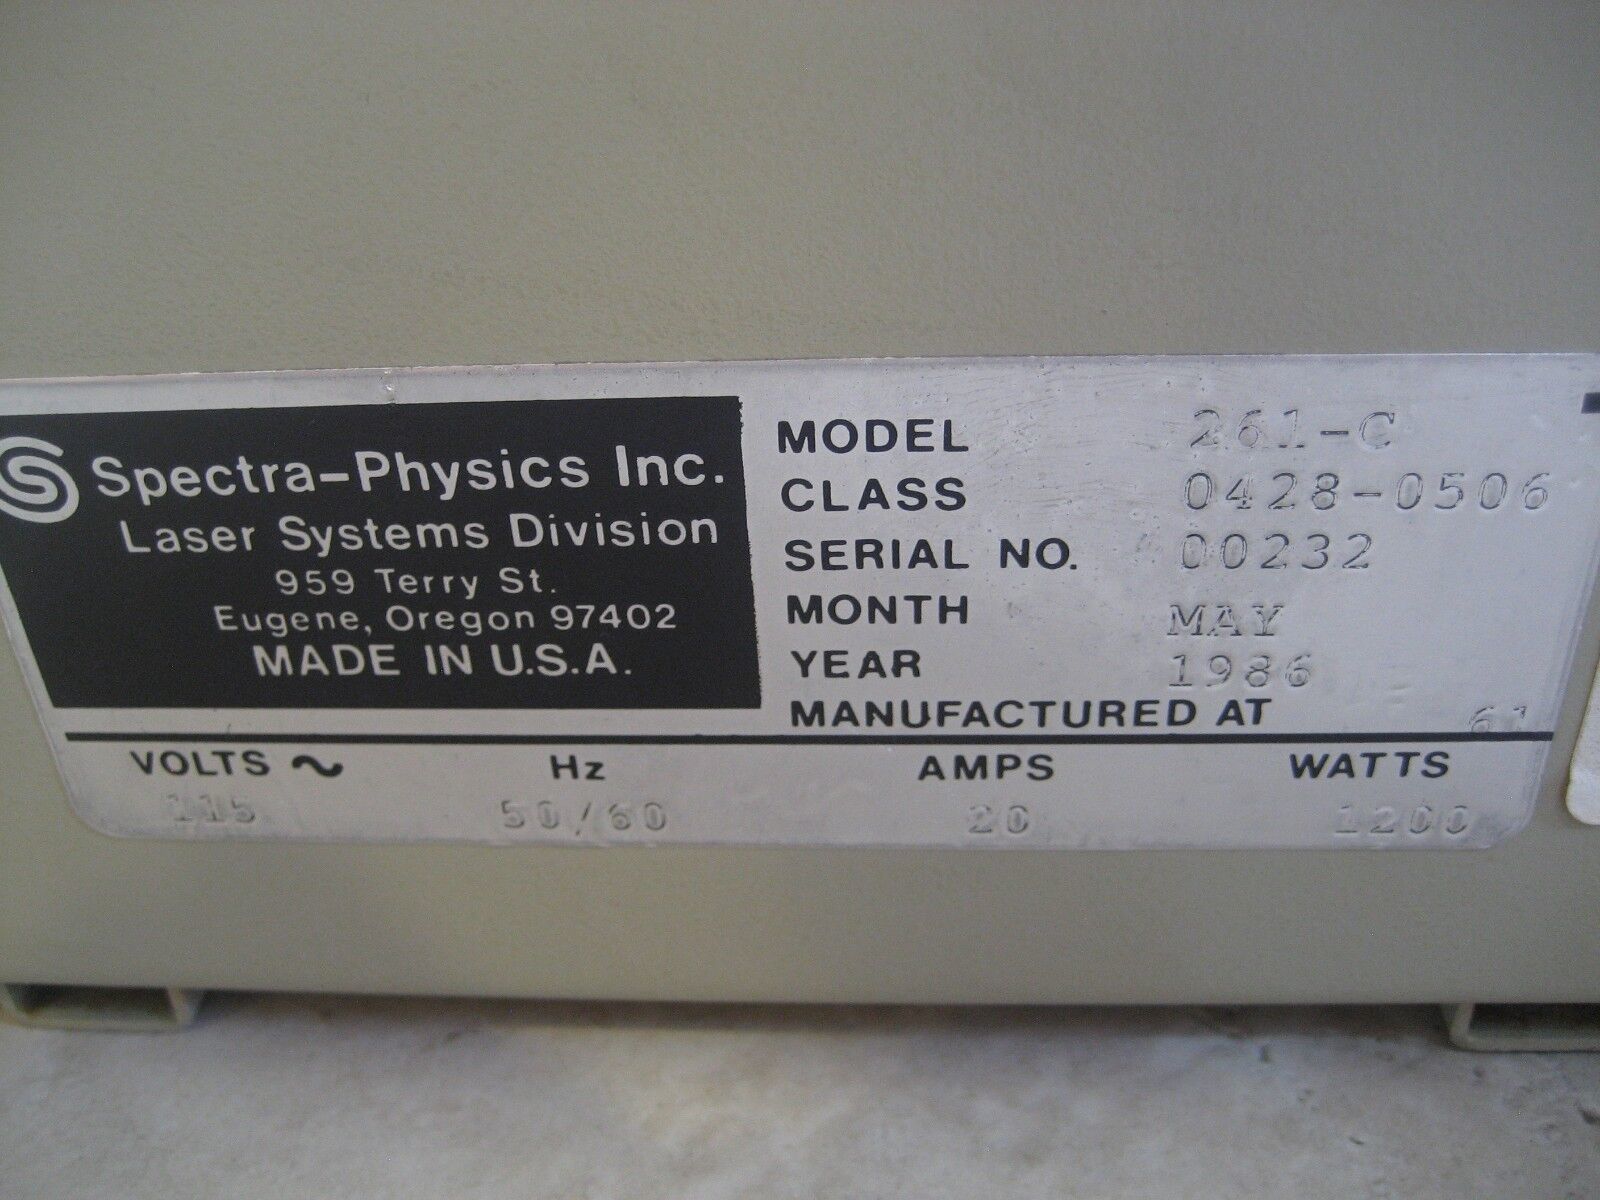 Spectra-Physics Inc.
Laser Systems Division
959 Terry St.
Eugene, Oregon 97402
MADE IN U.S.A.
MODEL 261-C
CLASS 0428-0506
SERIAL NO. 00232
MONTH MAY
YEAR 1986
MANUFACTURED AT 61
VOLTS ~ Hz AMPS WATTS
115 50/60 20 1200